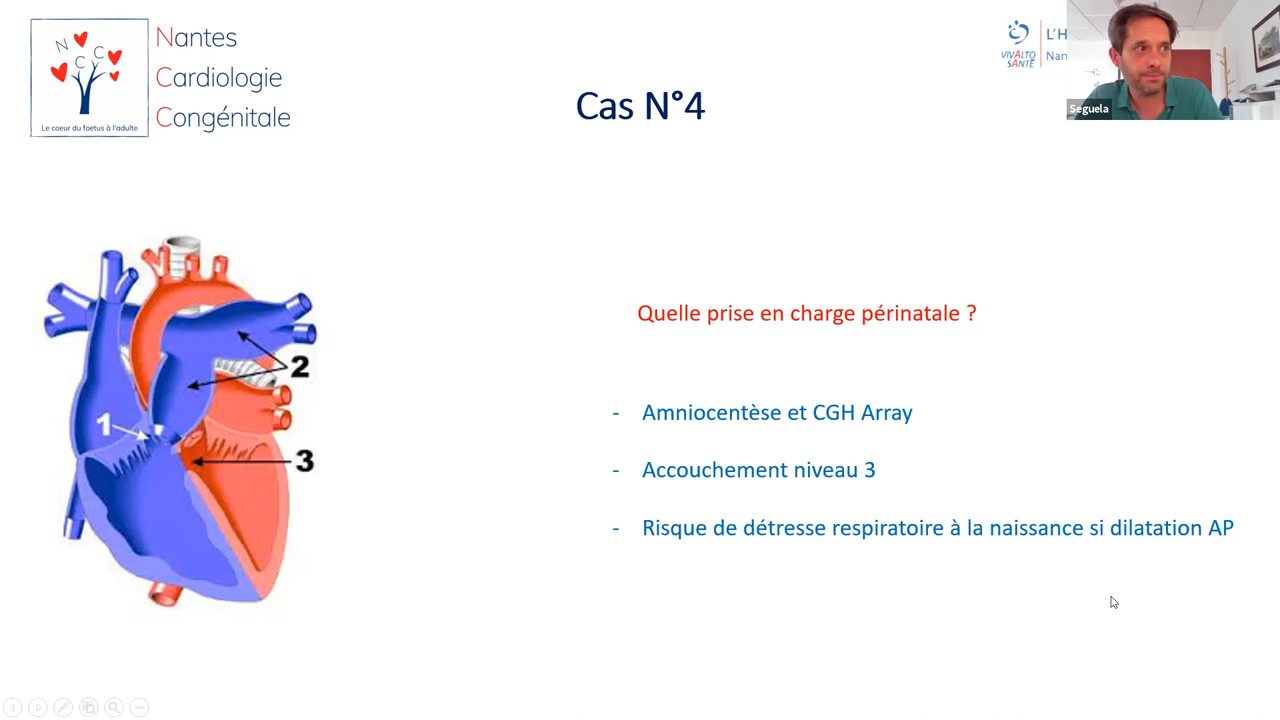 N
C
C
Le coeur du foetus à l'adulte
Nantes
Cardiologie
Congénitale
Cas N°4
VIVALTO
SANTÉ
L'H
Nan
Seguela
1
2
3
Quelle prise en charge périnatale ?
- Amniocentèse et CGH Array
- Accouchement niveau 3
- Risque de détresse respiratoire à la naissance si dilatation AP